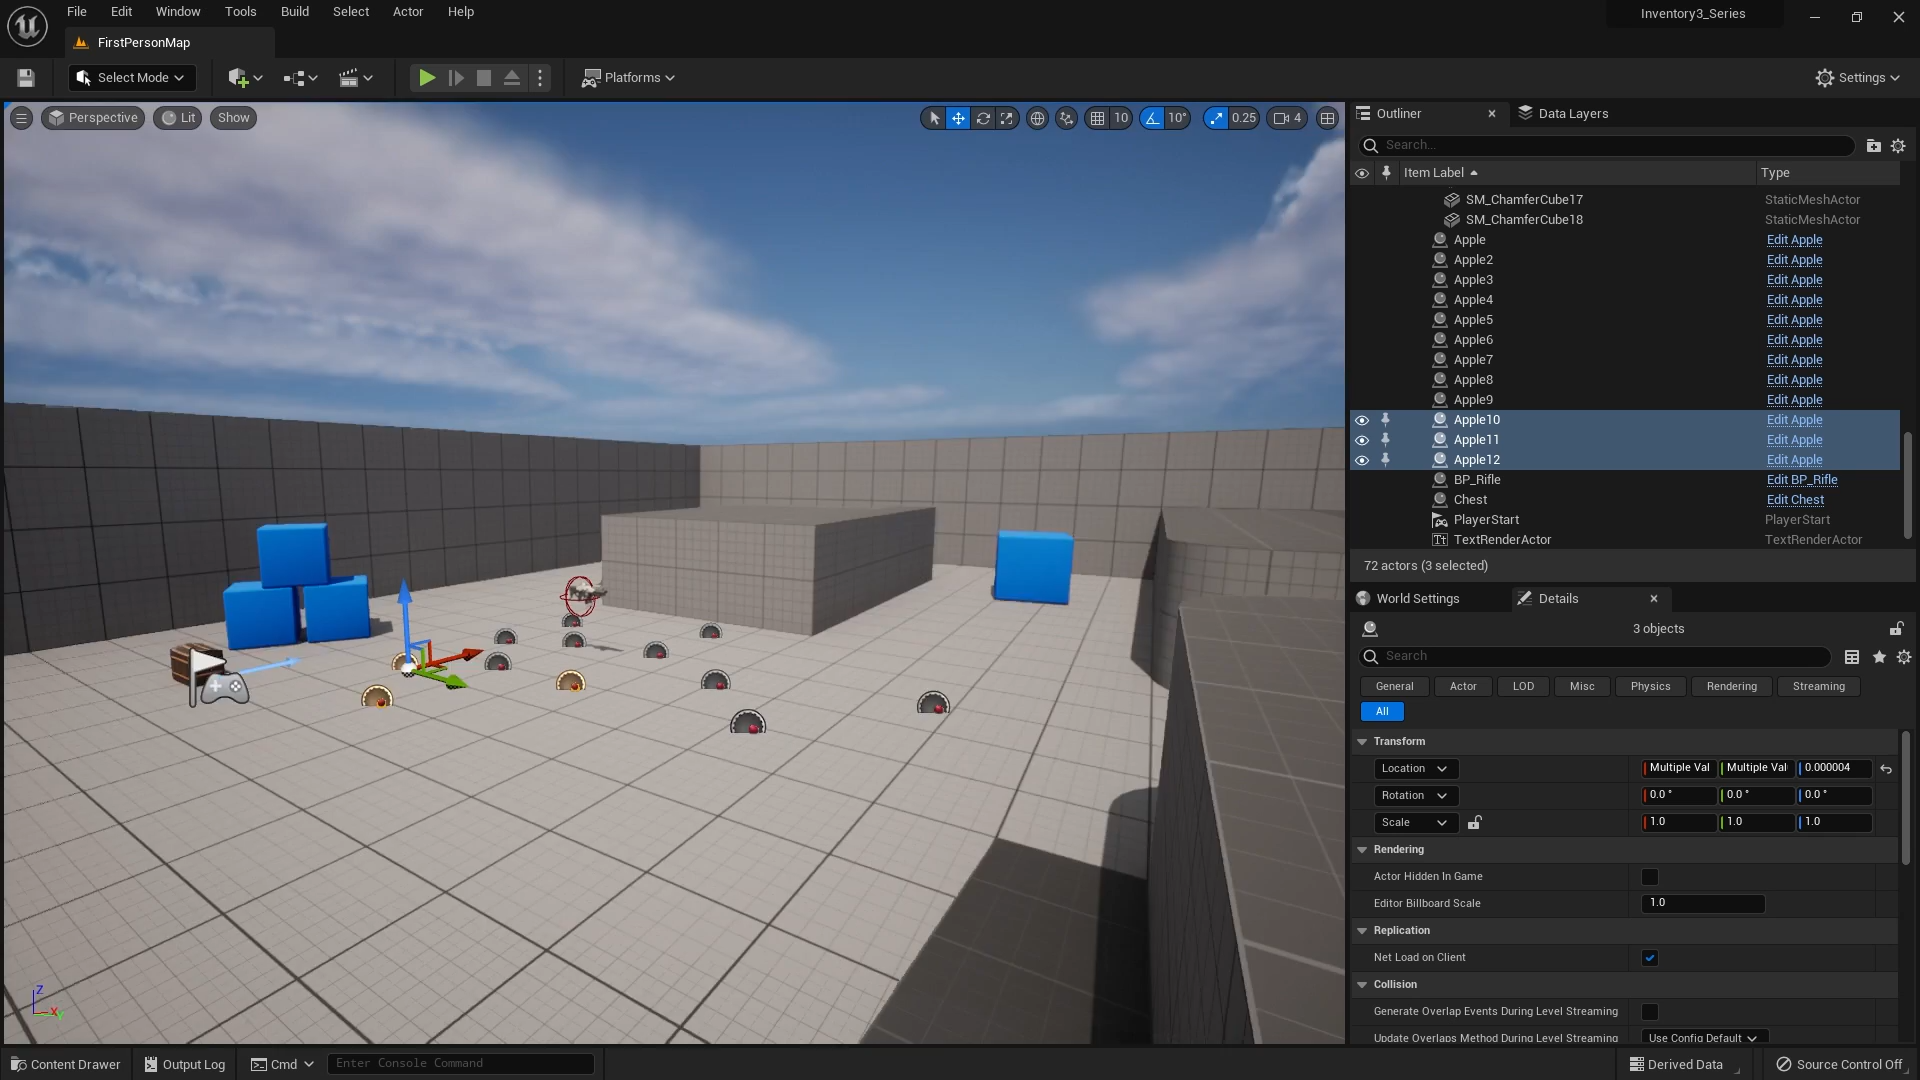 File Edit Window Tools Build Select Actor Help
Inventory3_Series
FirstPersonMap
Select Mode
Platforms
Settings
Perspective Lit Show
10 10° 0.25 4
Outliner Data Layers
Search...
Item Label Type
SM_ChamferCube17 StaticMeshActor
SM_ChamferCube18 StaticMeshActor
Apple Edit Apple
Apple2 Edit Apple
Apple3 Edit Apple
Apple4 Edit Apple
Apple5 Edit Apple
Apple6 Edit Apple
Apple7 Edit Apple
Apple8 Edit Apple
Apple9 Edit Apple
Apple10 Edit Apple
Apple11 Edit Apple
Apple12 Edit Apple
BP_Rifle Edit BP_Rifle
Chest Edit Chest
PlayerStart PlayerStart
Tt TextRenderActor TextRenderActor
72 actors (3 selected)
World Settings Details
3 objects
Search
General Actor LOD Misc Physics Rendering Streaming
All
Transform
Location Multiple Val Multiple Val 0.000004
Rotation 0.0 ° 0.0 ° 0.0 °
Scale 1.0 1.0 1.0
Rendering
Actor Hidden In Game
Editor Billboard Scale 1.0
Replication
Net Load on Client
Collision
Generate Overlap Events During Level Streaming
Update Overlaps Method During Level Streaming Use Config Default
Z
X
Y
Content Drawer Output Log Cmd Enter Console Command
Derived Data Source Control Off